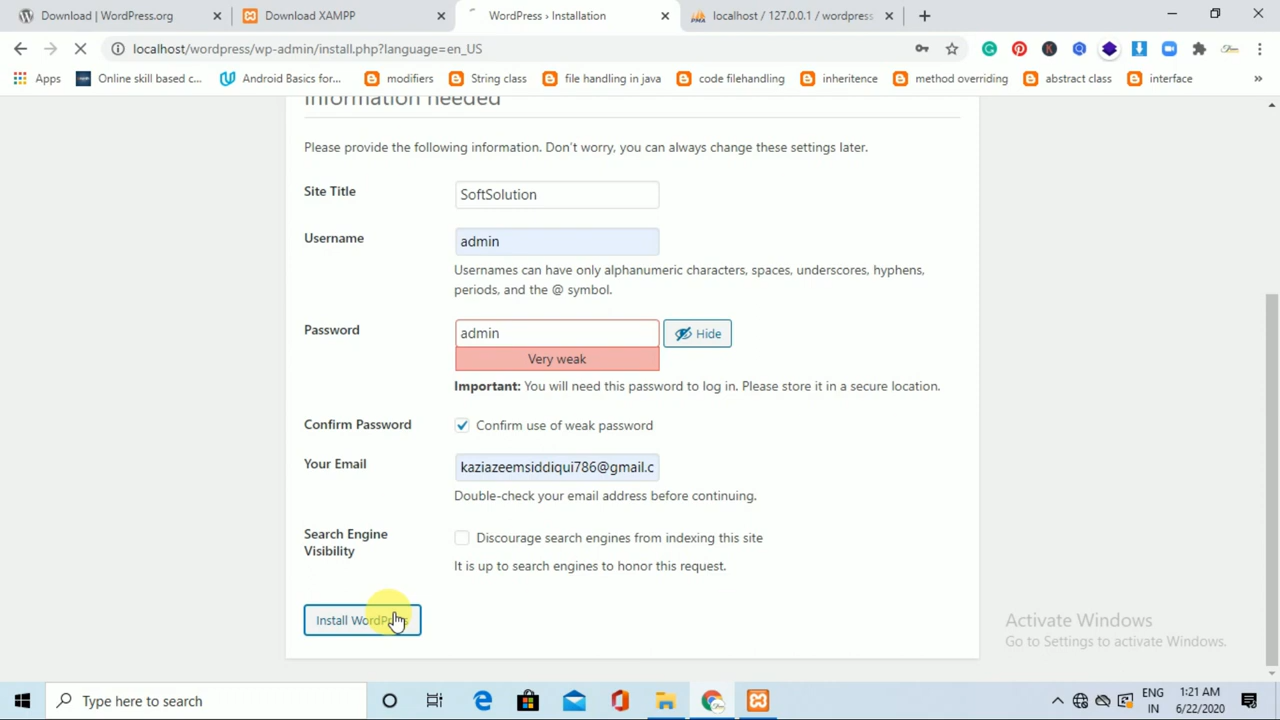 Download | WordPress.org
Download XAMPP
WordPress › Installation
localhost / 127.0.0.1 / wordpress
localhost/wordpress/wp-admin/install.php?language=en_US
Apps
Online skill based c...
Android Basics for...
modifiers
String class
file handling in java
code filehandling
inheritence
method overriding
abstract class
interface
Information needed
Please provide the following information. Don't worry, you can always change these settings later.
Site Title
SoftSolution
Username
admin
Usernames can have only alphanumeric characters, spaces, underscores, hyphens,
periods, and the @ symbol.
Password
admin
Hide
Very weak
Important: You will need this password to log in. Please store it in a secure location.
Confirm Password
Confirm use of weak password
Your Email
kaziazeemsiddiqui786@gmail.c
Double-check your email address before continuing.
Search Engine
Visibility
Discourage search engines from indexing this site
It is up to search engines to honor this request.
Install WordPress
Activate Windows
Go to Settings to activate Windows.
Type here to search
ENG
IN
1:21 AM
6/22/2020